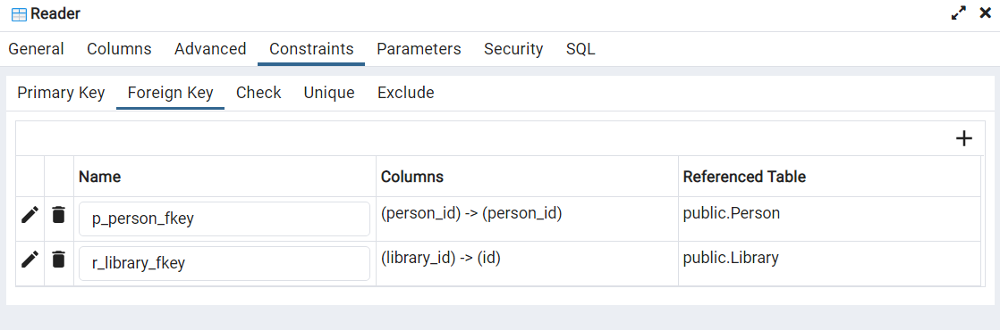 Reader
General Columns Advanced Constraints Parameters Security SQL
Primary Key Foreign Key Check Unique Exclude
Name Columns Referenced Table
p_person_fkey (person_id) -> (person_id) public.Person
r_library_fkey (library_id) -> (id) public.Library